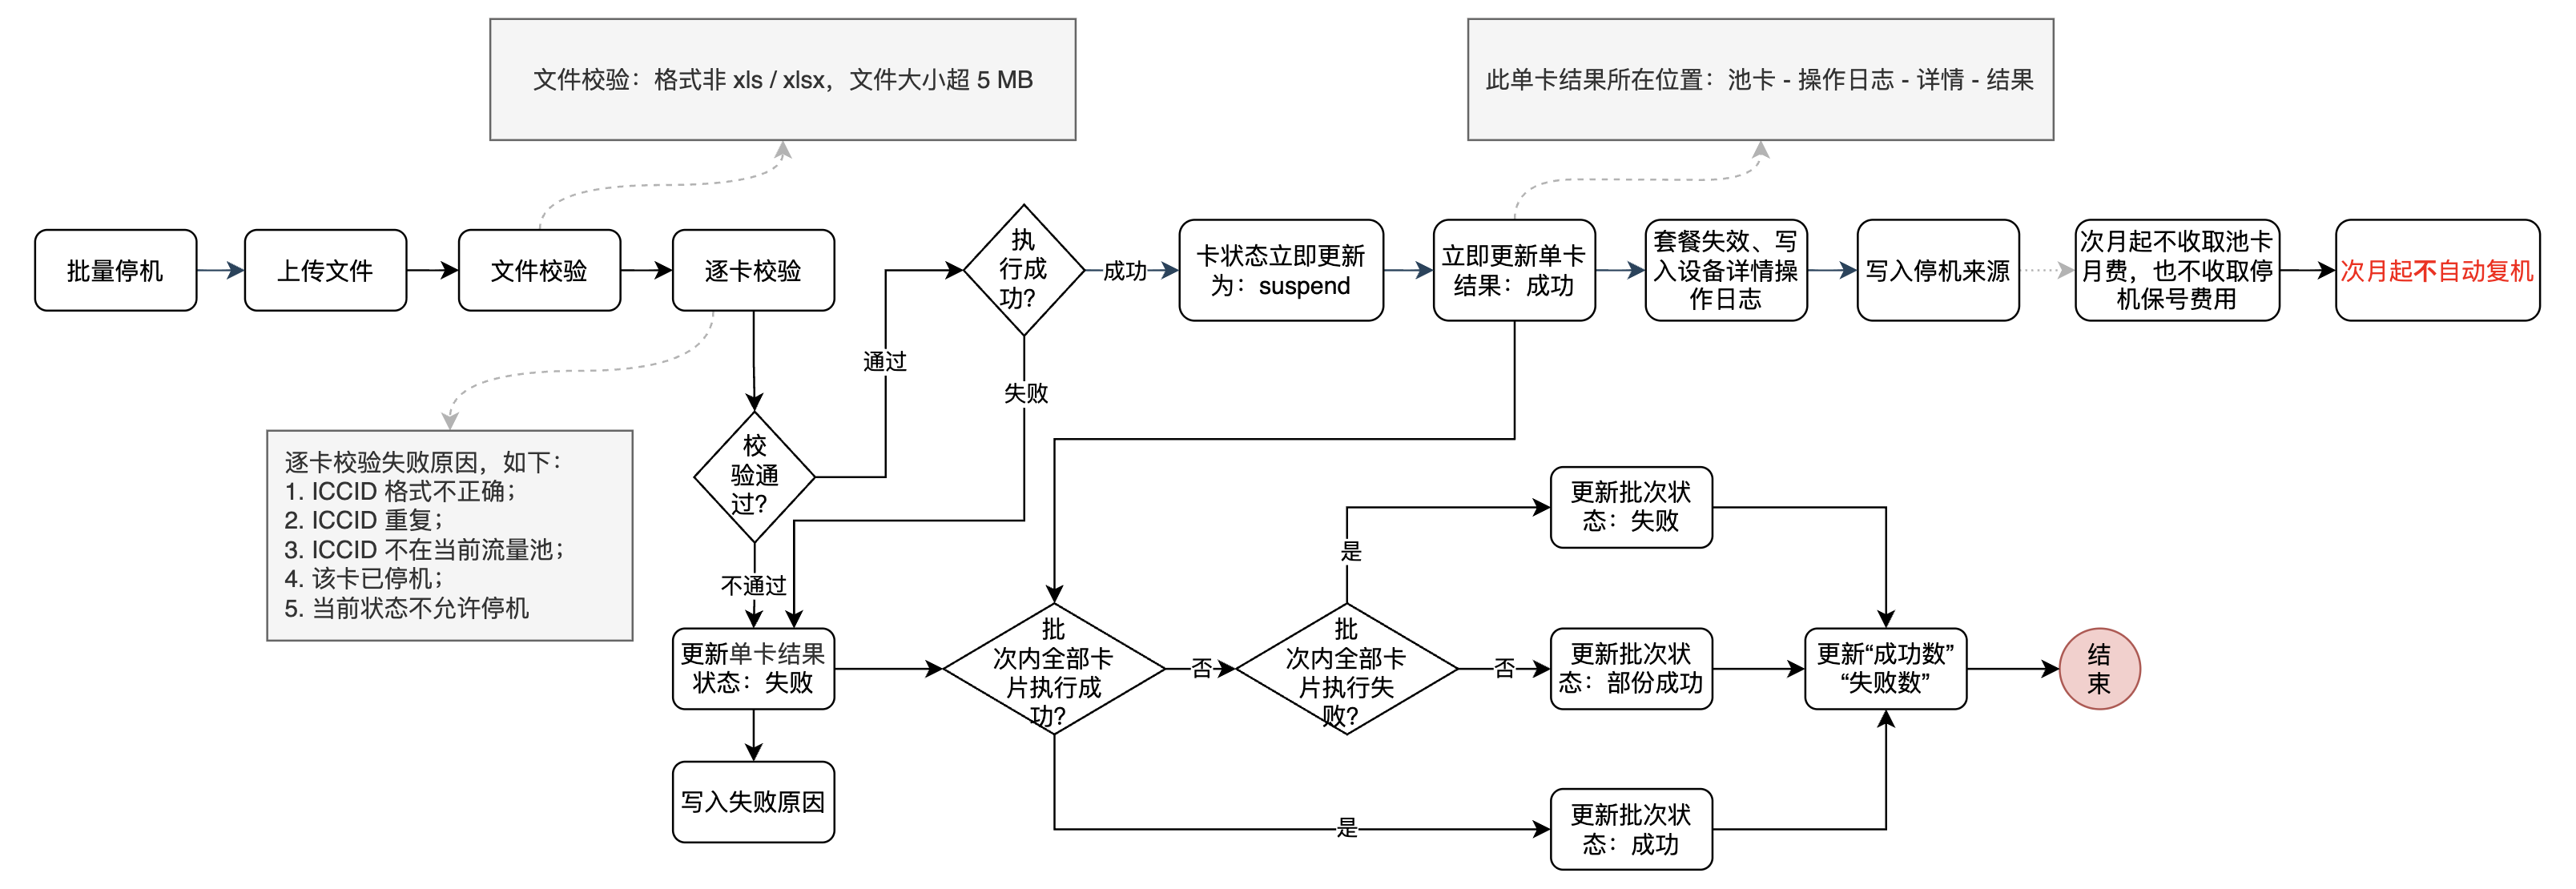 文件校验：格式非 xls / xlsx，文件大小超 5 MB
此单卡结果所在位置：池卡 - 操作日志 - 详情 - 结果
批量停机
上传文件
文件校验
逐卡校验
执
行成
功?
成功
卡状态立即更新
为：suspend
立即更新单卡
结果：成功
套餐失效、写
入设备详情操
作日志
写入停机来源
次月起不收取池卡
月费，也不收取停
机保号费用
次月起不自动复机
通过
失败
逐卡校验失败原因，如下：
1. ICCID 格式不正确；
2. ICCID 重复；
3. ICCID 不在当前流量池；
4. 该卡已停机；
5. 当前状态不允许停机
校
验通
过?
不通过
更新单卡结果
状态：失败
写入失败原因
批
次内全部卡
片执行成
功?
否
批
次内全部卡
片执行失
败?
是
更新批次状
态：失败
否
更新批次状
态：部份成功
是
更新批次状
态：成功
更新“成功数”
“失败数”
结
束